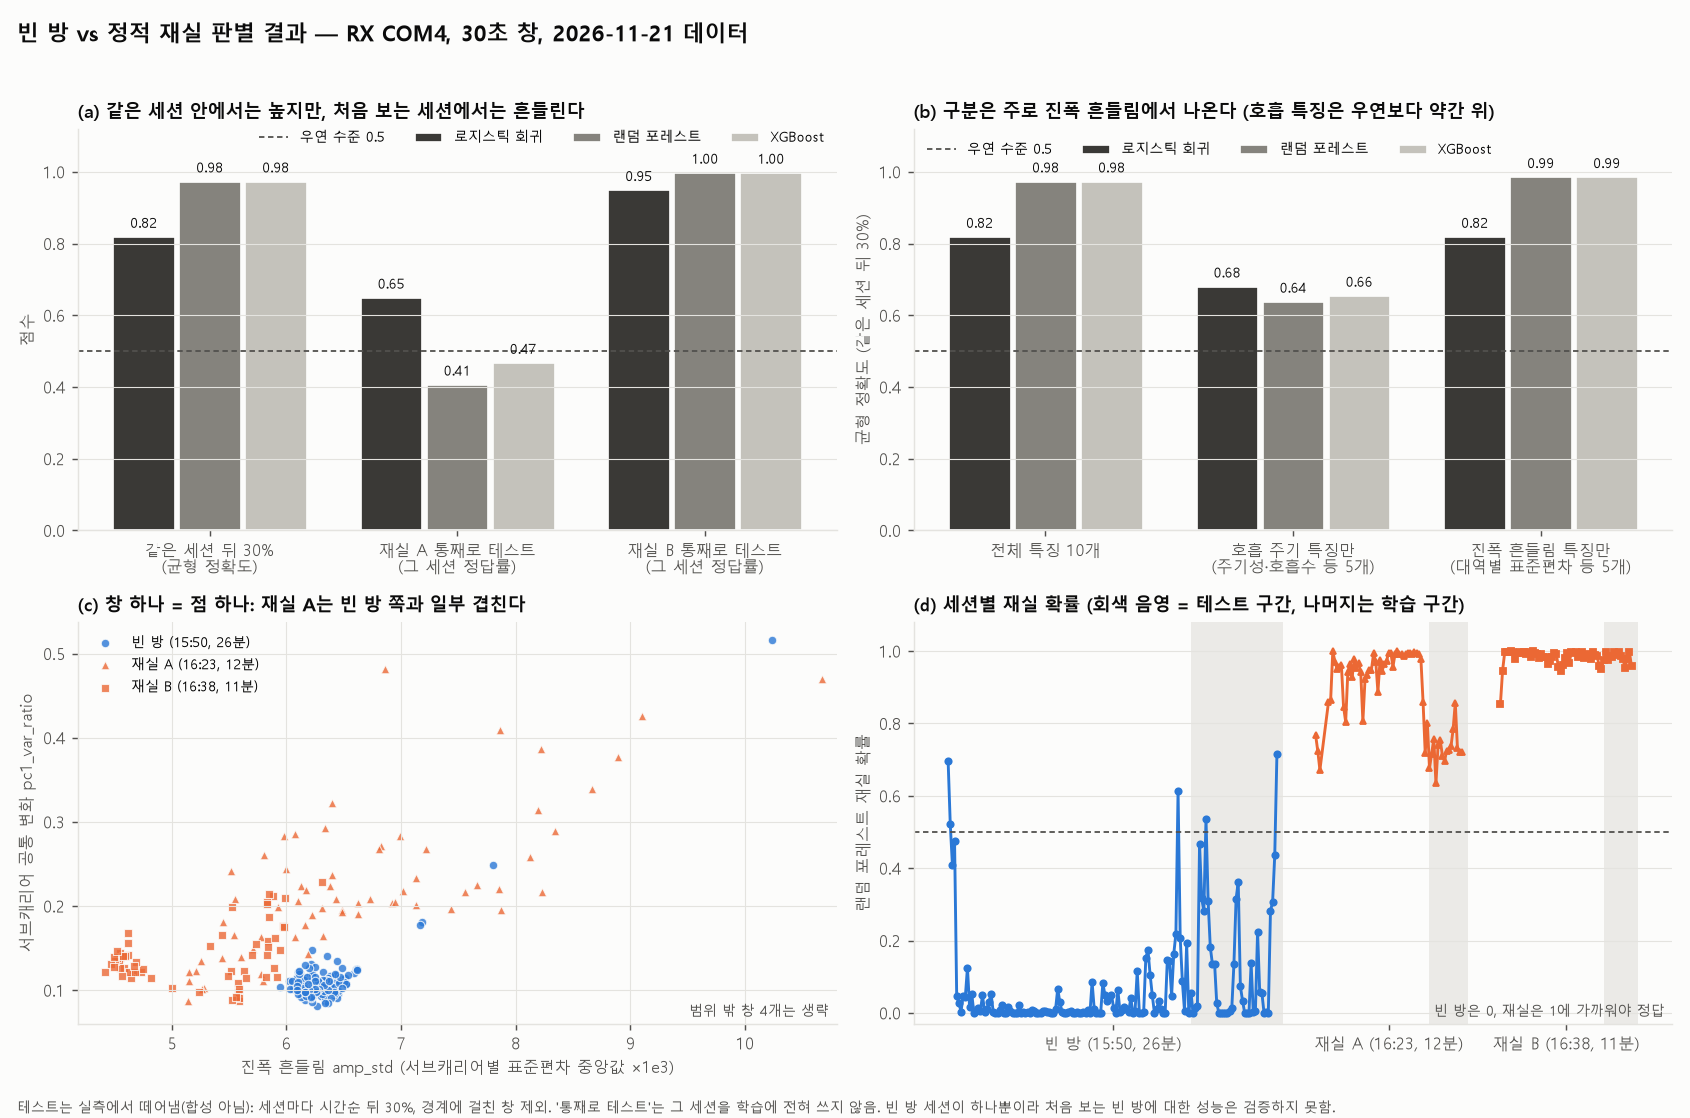 빈 방 vs 정적 재실 판별 결과 — RX COM4, 30초 창, 2026-11-21 데이터
(a) 같은 세션 안에서는 높지만, 처음 보는 세션에서는 흔들린다
우연 수준 0.5 로지스틱 회귀 랜덤 포레스트 XGBoost
점수
1.0
0.8
0.6
0.4
0.2
0.0
0.82
0.98
0.98
0.65
0.41
0.47
0.95
1.00
1.00
같은 세션 뒤 30%
(균형 정확도)
재실 A 통째로 테스트
(그 세션 정답률)
재실 B 통째로 테스트
(그 세션 정답률)
(b) 구분은 주로 진폭 흔들림에서 나온다 (호흡 특징은 우연보다 약간 위)
우연 수준 0.5 로지스틱 회귀 랜덤 포레스트 XGBoost
균형 정확도 (같은 세션 뒤 30%)
1.0
0.8
0.6
0.4
0.2
0.0
0.82
0.98
0.98
0.68
0.64
0.66
0.82
0.99
0.99
전체 특징 10개
호흡 주기 특징만
(주기성·호흡수 등 5개)
진폭 흔들림 특징만
(대역별 표준편차 등 5개)
(c) 창 하나 = 점 하나: 재실 A는 빈 방 쪽과 일부 겹친다
빈 방 (15:50, 26분)
재실 A (16:23, 12분)
재실 B (16:38, 11분)
서브캐리어 공통 변화 pc1_var_ratio
0.5
0.4
0.3
0.2
0.1
범위 밖 창 4개는 생략
5 6 7 8 9 10
진폭 흔들림 amp_std (서브캐리어별 표준편차 중앙값 ×1e3)
(d) 세션별 재실 확률 (회색 음영 = 테스트 구간, 나머지는 학습 구간)
랜덤 포레스트 재실 확률
1.0
0.8
0.6
0.4
0.2
0.0
빈 방은 0, 재실은 1에 가까워야 정답
빈 방 (15:50, 26분) 재실 A (16:23, 12분) 재실 B (16:38, 11분)
테스트는 실측에서 떼어냄(합성 아님): 세션마다 시간순 뒤 30%, 경계에 걸친 창 제외. '통째로 테스트'는 그 세션을 학습에 전혀 쓰지 않음. 빈 방 세션이 하나뿐이라 처음 보는 빈 방에 대한 성능은 검증하지 못함.